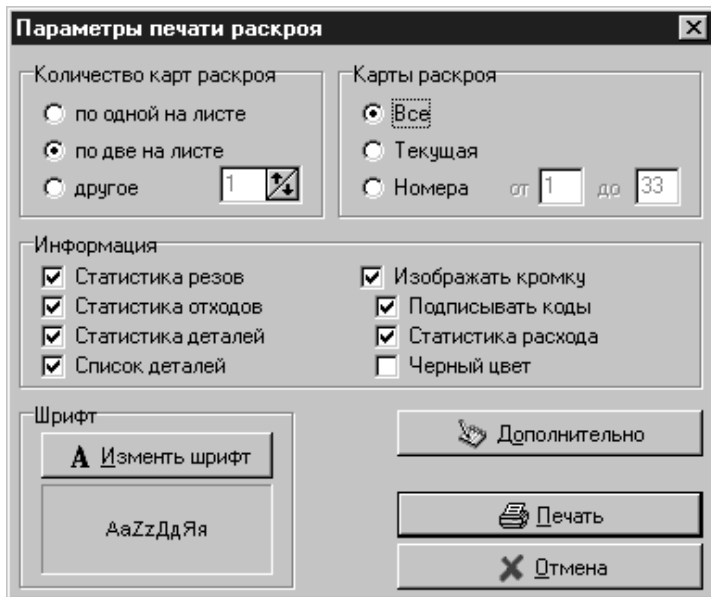 Параметры печати раскроя
Количество карт раскроя
по одной на листе
по две на листе
другое 1
Карты раскроя
Все
Текущая
Номера от 1 до 33
Информация
Статистика резов
Статистика отходов
Статистика деталей
Список деталей
Изображать кромку
Подписывать коды
Статистика расхода
Черный цвет
Шрифт
A Изменть шрифт
AaZzДдЯя
Дополнительно
Печать
Отмена